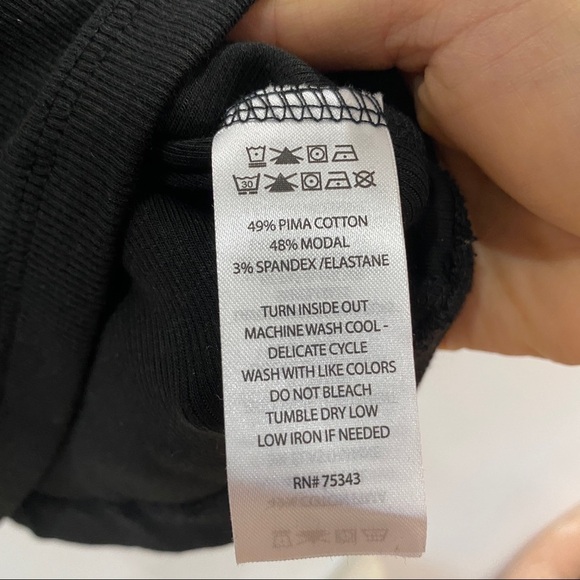 30
49% PIMA COTTON
48% MODAL
3% SPANDEX /ELASTANE
TURN INSIDE OUT
MACHINE WASH COOL -
DELICATE CYCLE
WASH WITH LIKE COLORS
DO NOT BLEACH
TUMBLE DRY LOW
LOW IRON IF NEEDED
RN# 75343